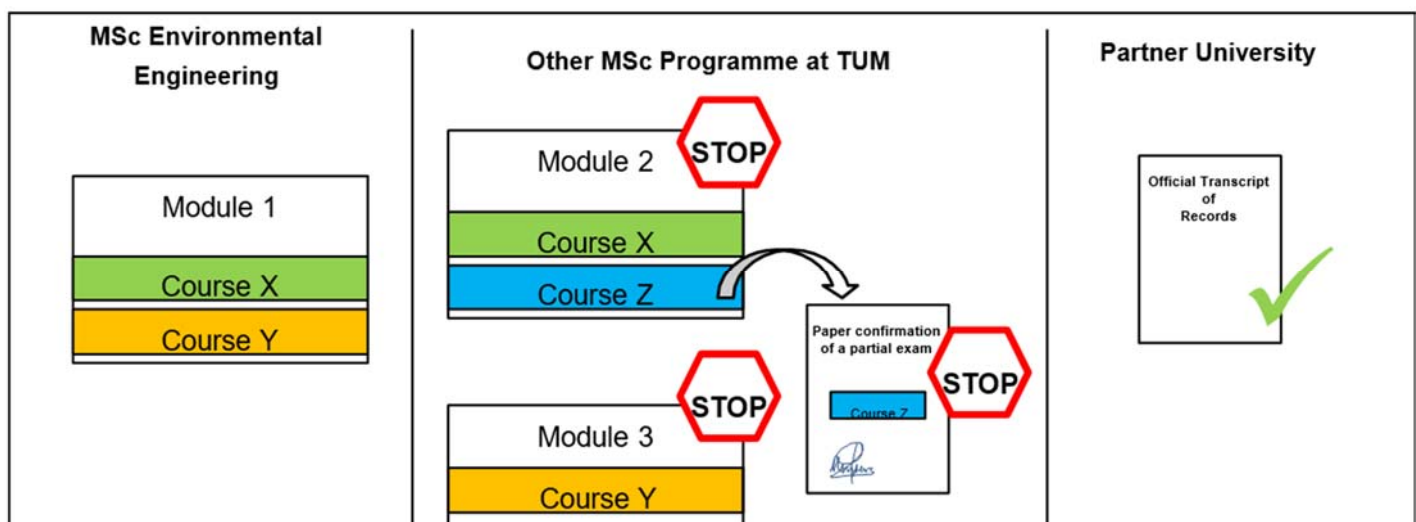 MSc Environmental
Engineering
Module 1
Course X
Course Y
Other MSc Programme at TUM
STOP
Module 2
Course X
Course Z
Paper confirmation
of a partial exam
STOP
Course Z
STOP
Module 3
Course Y
Partner University
Official Transcript
of
Records